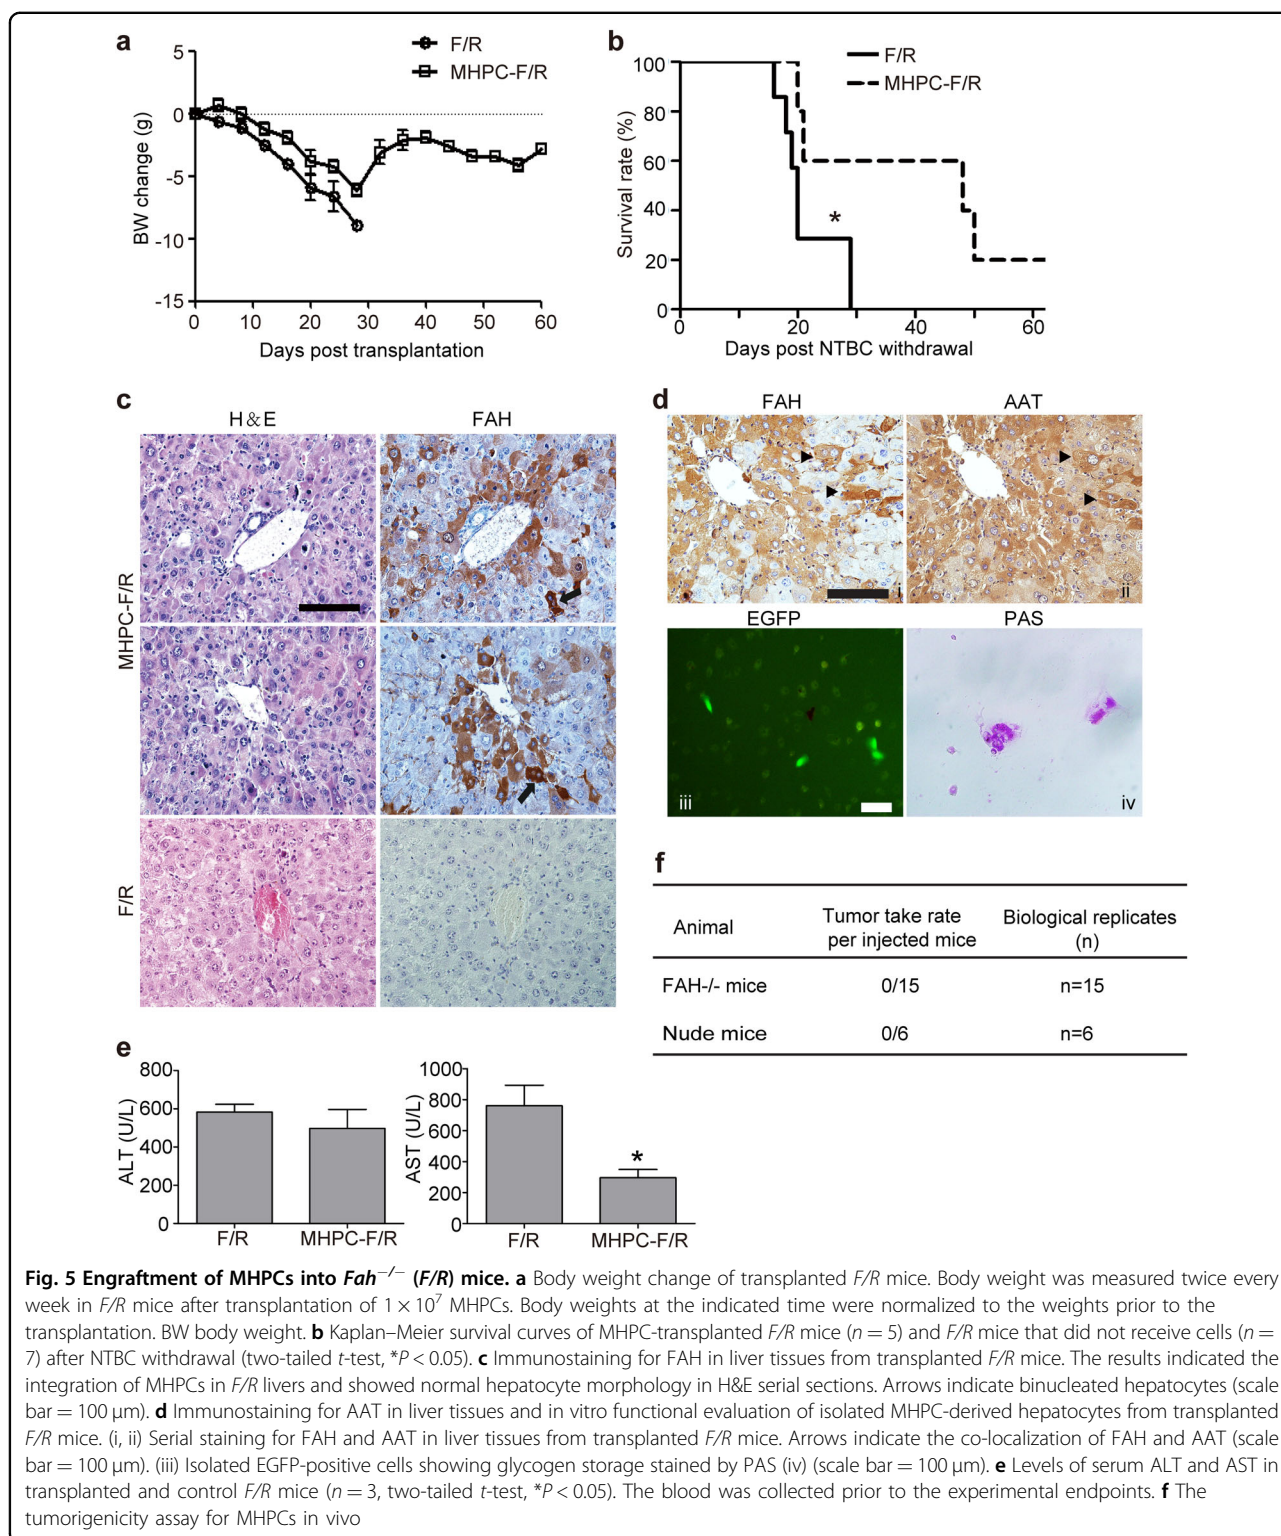 a
F/R
MHPC-F/R
5
0
-5
-10
-15
BW change (g)
0 10 20 30 40 50 60
Days post transplantation
b
F/R
MHPC-F/R
100
80
60
40
20
0
Survival rate (%)
*
0 20 40 60
Days post NTBC withdrawal
c
H&E FAH
MHPC-F/R
F/R
d
FAH AAT
i ii
EGFP PAS
iii iv
e
800
600
400
200
0
ALT (U/L)
F/R MHPC-F/R
1000
800
600
400
200
0
AST (U/L)
*
F/R MHPC-F/R
f
Animal Tumor take rate per injected mice Biological replicates (n)
FAH-/- mice 0/15 n=15
Nude mice 0/6 n=6
Fig. 5 Engraftment of MHPCs into Fah−/− (F/R) mice. a Body weight change of transplanted F/R mice. Body weight was measured twice every
week in F/R mice after transplantation of 1 × 10⁷ MHPCs. Body weights at the indicated time were normalized to the weights prior to the
transplantation. BW body weight. b Kaplan–Meier survival curves of MHPC-transplanted F/R mice (n = 5) and F/R mice that did not receive cells (n =
7) after NTBC withdrawal (two-tailed t-test, *P < 0.05). c Immunostaining for FAH in liver tissues from transplanted F/R mice. The results indicated the
integration of MHPCs in F/R livers and showed normal hepatocyte morphology in H&E serial sections. Arrows indicate binucleated hepatocytes (scale
bar = 100 μm). d Immunostaining for AAT in liver tissues and in vitro functional evaluation of isolated MHPC-derived hepatocytes from transplanted
F/R mice. (i, ii) Serial staining for FAH and AAT in liver tissues from transplanted F/R mice. Arrows indicate the co-localization of FAH and AAT (scale
bar = 100 μm). (iii) Isolated EGFP-positive cells showing glycogen storage stained by PAS (iv) (scale bar = 100 μm). e Levels of serum ALT and AST in
transplanted and control F/R mice (n = 3, two-tailed t-test, *P < 0.05). The blood was collected prior to the experimental endpoints. f The
tumorigenicity assay for MHPCs in vivo